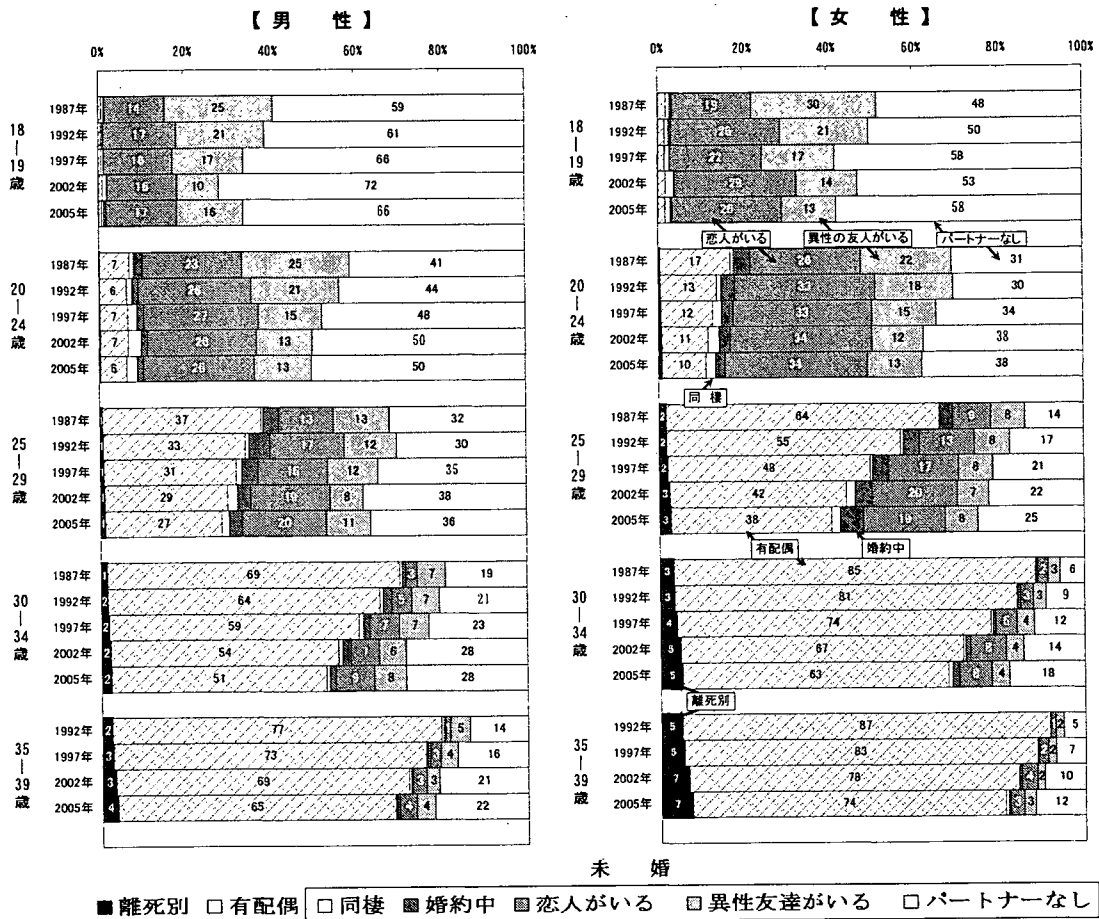 【男 性】
0% 20% 40% 60% 80% 100%
18-19歳
1987年 14 25 59
1992年 17 21 61
1997年 16 17 66
2002年 10 72
2005年 17 16 66
20-24歳
1987年 7 23 25 41
1992年 6 26 21 44
1997年 7 27 15 48
2002年 7 26 13 50
2005年 6 26 13 50
25-29歳
1987年 37 13 13 32
1992年 33 17 12 30
1997年 31 16 12 35
2002年 29 19 8 38
2005年 27 20 11 36
30-34歳
1987年 1 69 3 7 19
1992年 2 64 5 7 21
1997年 2 59 7 7 23
2002年 2 54 7 6 28
2005年 2 51 9 8 28
35-39歳
1992年 2 77 5 14
1997年 3 73 3 4 16
2002年 3 69 3 3 21
2005年 4 65 4 4 22
【女 性】
0% 20% 40% 60% 80% 100%
18-19歳
1987年 19 30 48
1992年 26 21 50
1997年 22 17 58
2002年 29 14 53
2005年 26 13 58
恋人がいる 異性の友人がいる パートナーなし
20-24歳
1987年 17 26 22 31
1992年 13 33 18 30
1997年 12 33 15 34
2002年 11 34 12 38
2005年 10 34 13 38
同棲
25-29歳
1987年 2 64 9 8 14
1992年 2 55 13 8 17
1997年 2 48 17 8 21
2002年 3 42 20 7 22
2005年 3 38 19 8 25
有配偶 婚約中
30-34歳
1987年 3 85 2 3 6
1992年 3 81 3 3 9
1997年 4 74 5 4 12
2002年 5 67 4 14
2005年 5 63 4 18
離死別
35-39歳
1992年 5 87 1 2 5
1997年 5 83 2 2 7
2002年 7 78 4 2 10
2005年 7 74 3 3 12
未婚
離死別 有配偶 同棲 婚約中 恋人がいる 異性友達がいる パートナーなし